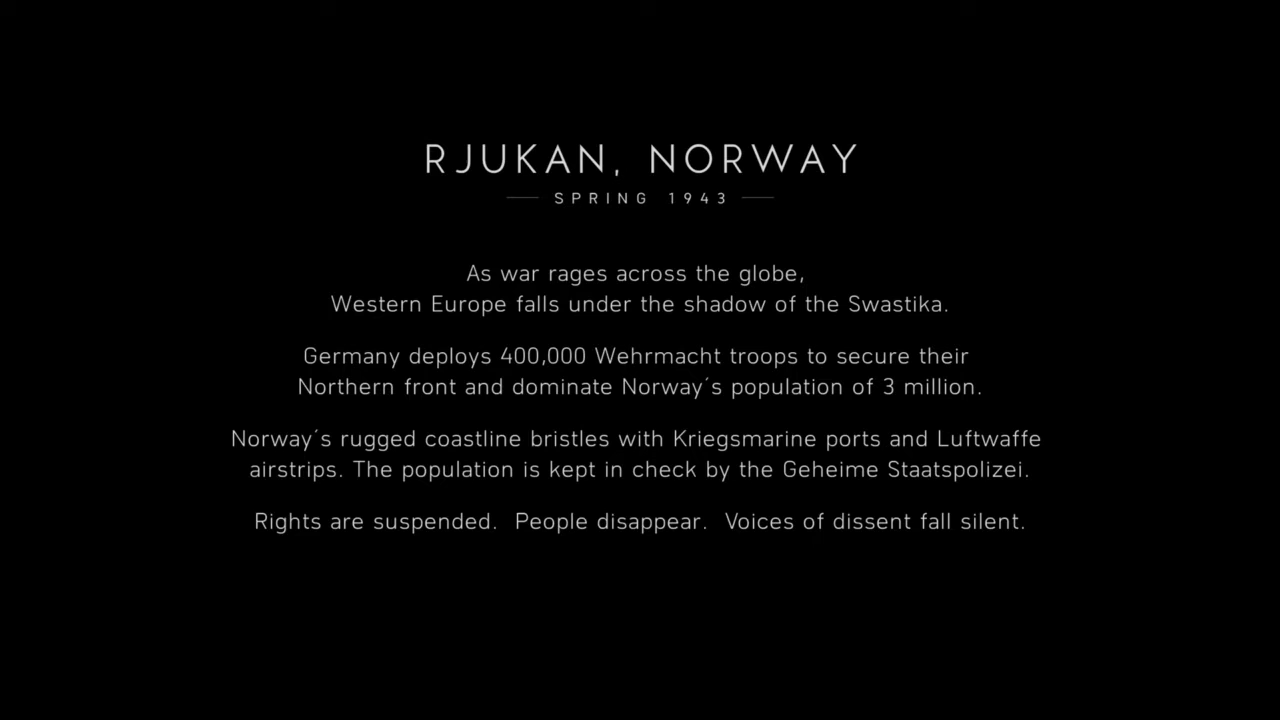 RJUKAN, NORWAY
SPRING 1943
As war rages across the globe,
Western Europe falls under the shadow of the Swastika.
Germany deploys 400,000 Wehrmacht troops to secure their
Northern front and dominate Norway´s population of 3 million.
Norway´s rugged coastline bristles with Kriegsmarine ports and Luftwaffe
airstrips. The population is kept in check by the Geheime Staatspolizei.
Rights are suspended.  People disappear.  Voices of dissent fall silent.